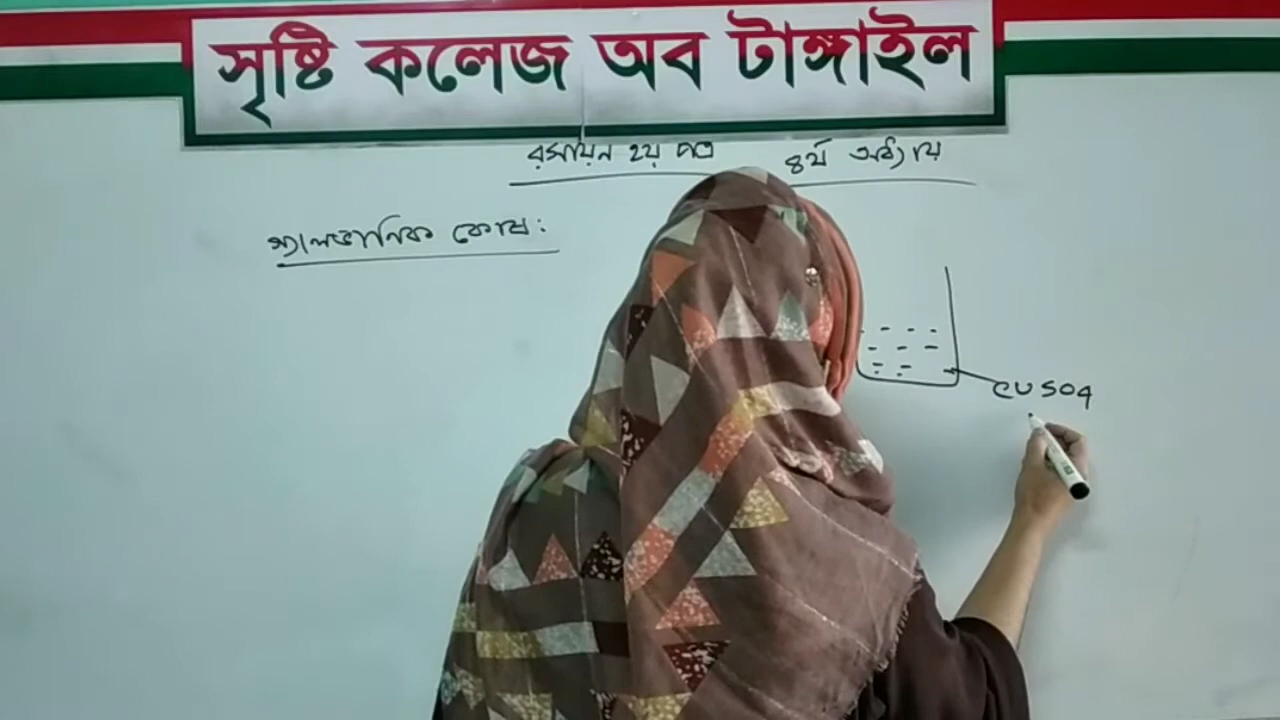 সৃষ্টি কলেজ অব টাঙ্গাইল
রসায়ন ২য় পত্র ৪র্থ অধ্যায়
গ্যালভানিক কোষ:
CUSO4